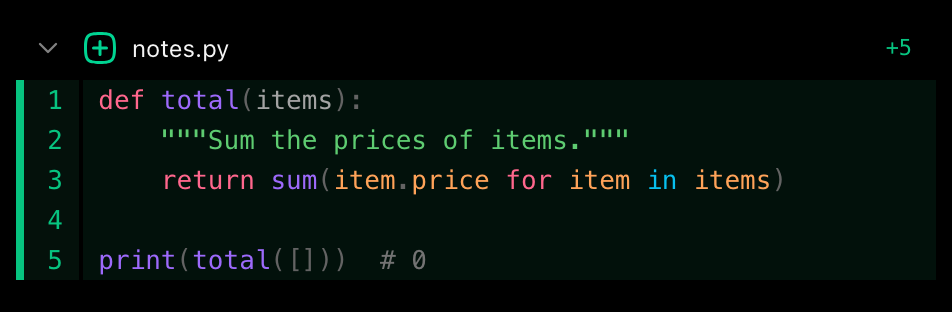 notes.py +5
1 def total(items):
2     """Sum the prices of items."""
3     return sum(item.price for item in items)
4
5 print(total([]))  # 0